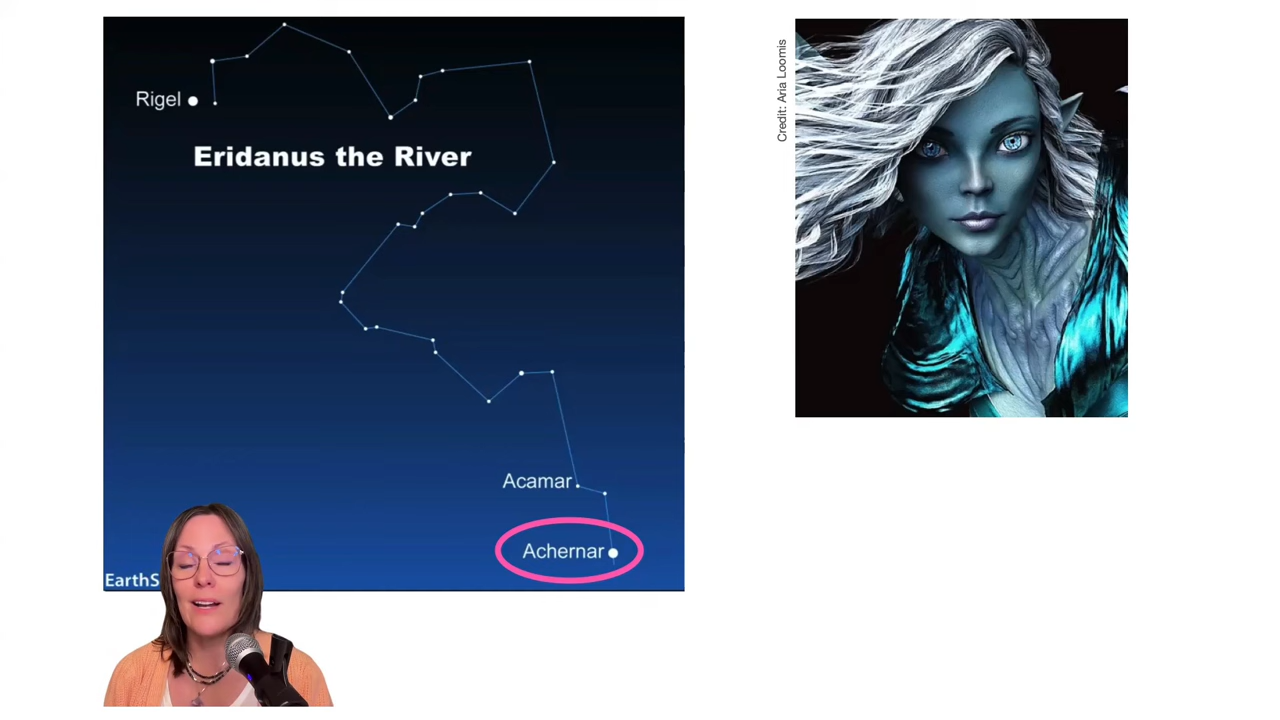 Rigel
Eridanus the River
Acamar
Achernar
EarthS
Credit: Aria Loomis